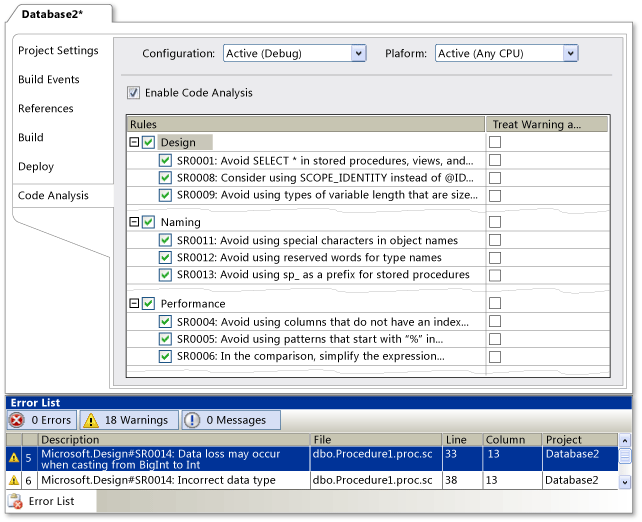 Database2*
Project Settings
Build Events
References
Build
Deploy
Code Analysis
Configuration: Active (Debug) Plaform: Active (Any CPU)
Enable Code Analysis
Rules Treat Warning a...
Design
SR0001: Avoid SELECT * in stored procedures, views, and...
SR0008: Consider using SCOPE_IDENTITY instead of @ID...
SR0009: Avoid using types of variable length that are size...
Naming
SR0011: Avoid using special characters in object names
SR0012: Avoid using reserved words for type names
SR0013: Avoid using sp_ as a prefix for stored procedures
Performance
SR0004: Avoid using columns that do not have an index...
SR0005: Avoid using patterns that start with "%" in...
SR0006: In the comparison, simplify the expression...
Error List
0 Errors 18 Warnings 0 Messages
Description File Line Column Project
5 Microsoft.Design#SR0014: Data loss may occur dbo.Procedure1.proc.sc 33 13 Database2
when casting from BigInt to Int
6 Microsoft.Design#SR0014: Incorrect data type dbo.Procedure1.proc.sc 38 13 Database2
Error List